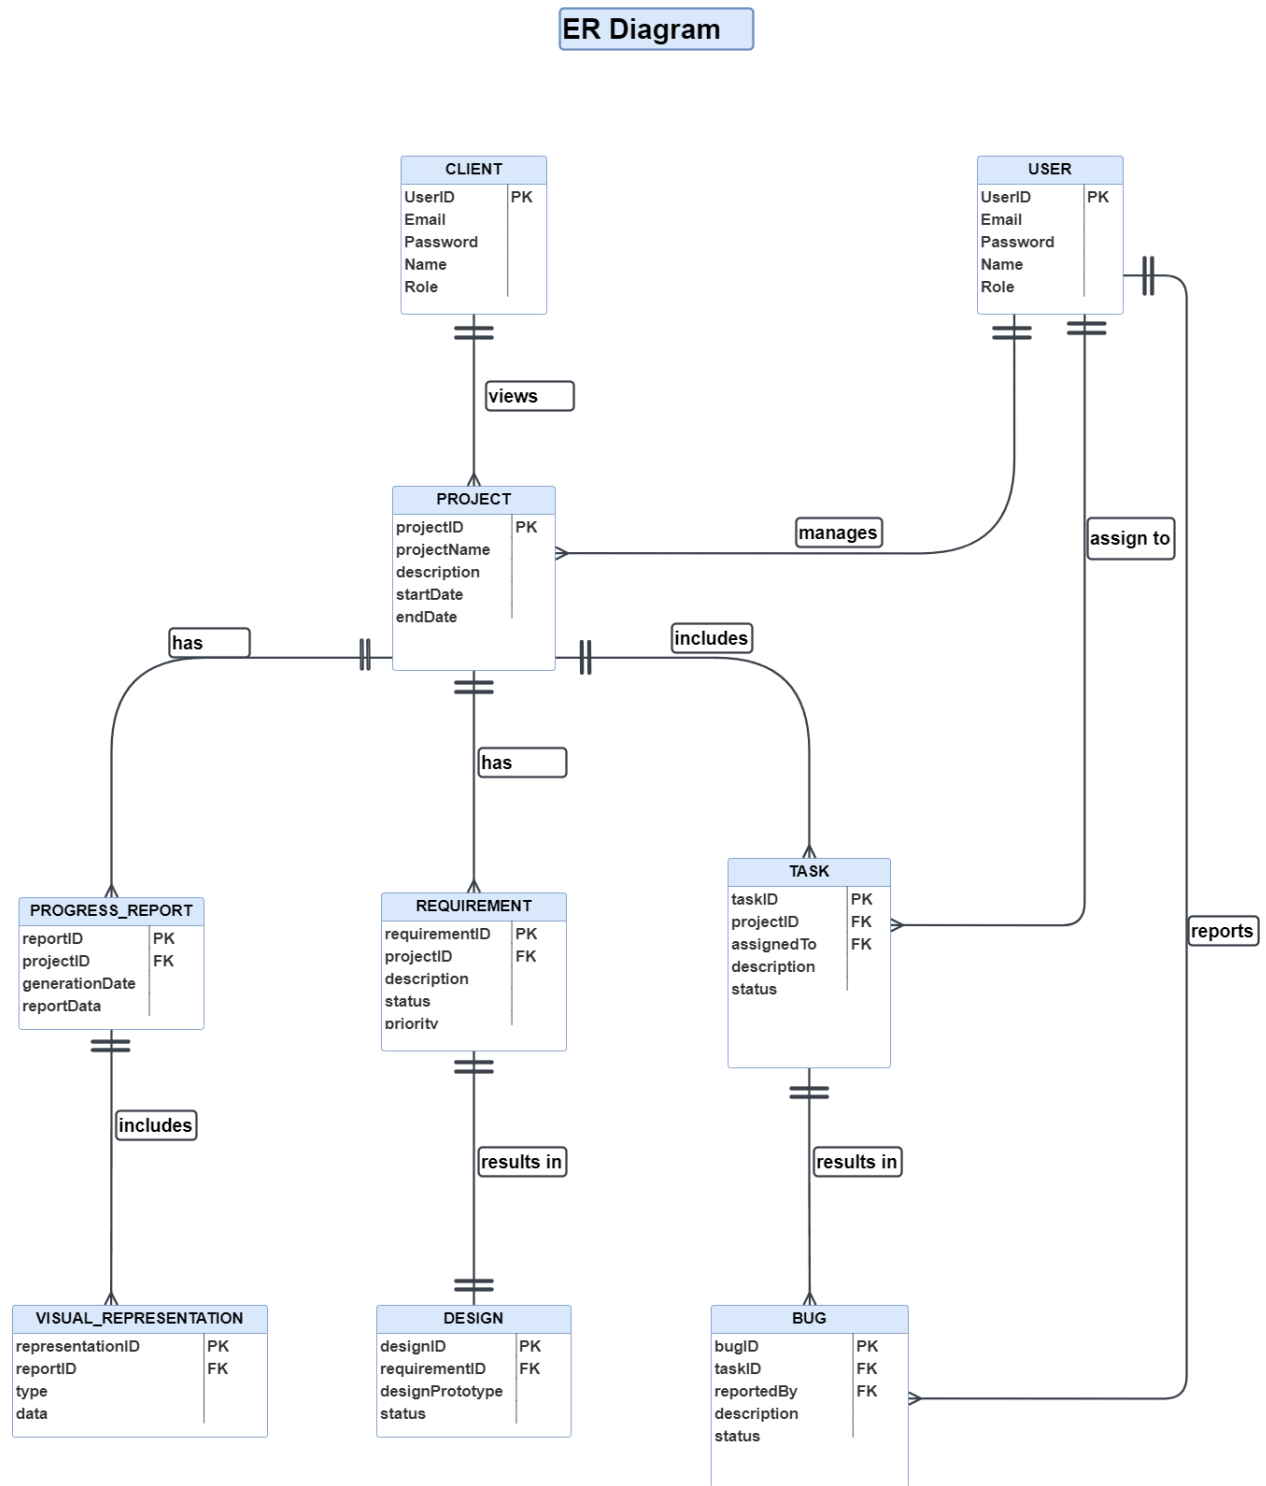 ER Diagram
CLIENT
UserID PK
Email
Password
Name
Role
USER
UserID PK
Email
Password
Name
Role
views
PROJECT
projectID PK
projectName
description
startDate
endDate
manages
assign to
has
includes
has
TASK
taskID PK
projectID FK
assignedTo FK
description
status
PROGRESS_REPORT
reportID PK
projectID FK
generationDate
reportData
REQUIREMENT
requirementID PK
projectID FK
description
status
priority
reports
includes
results in
results in
VISUAL_REPRESENTATION
representationID PK
reportID FK
type
data
DESIGN
designID PK
requirementID FK
designPrototype
status
BUG
bugID PK
taskID FK
reportedBy FK
description
status